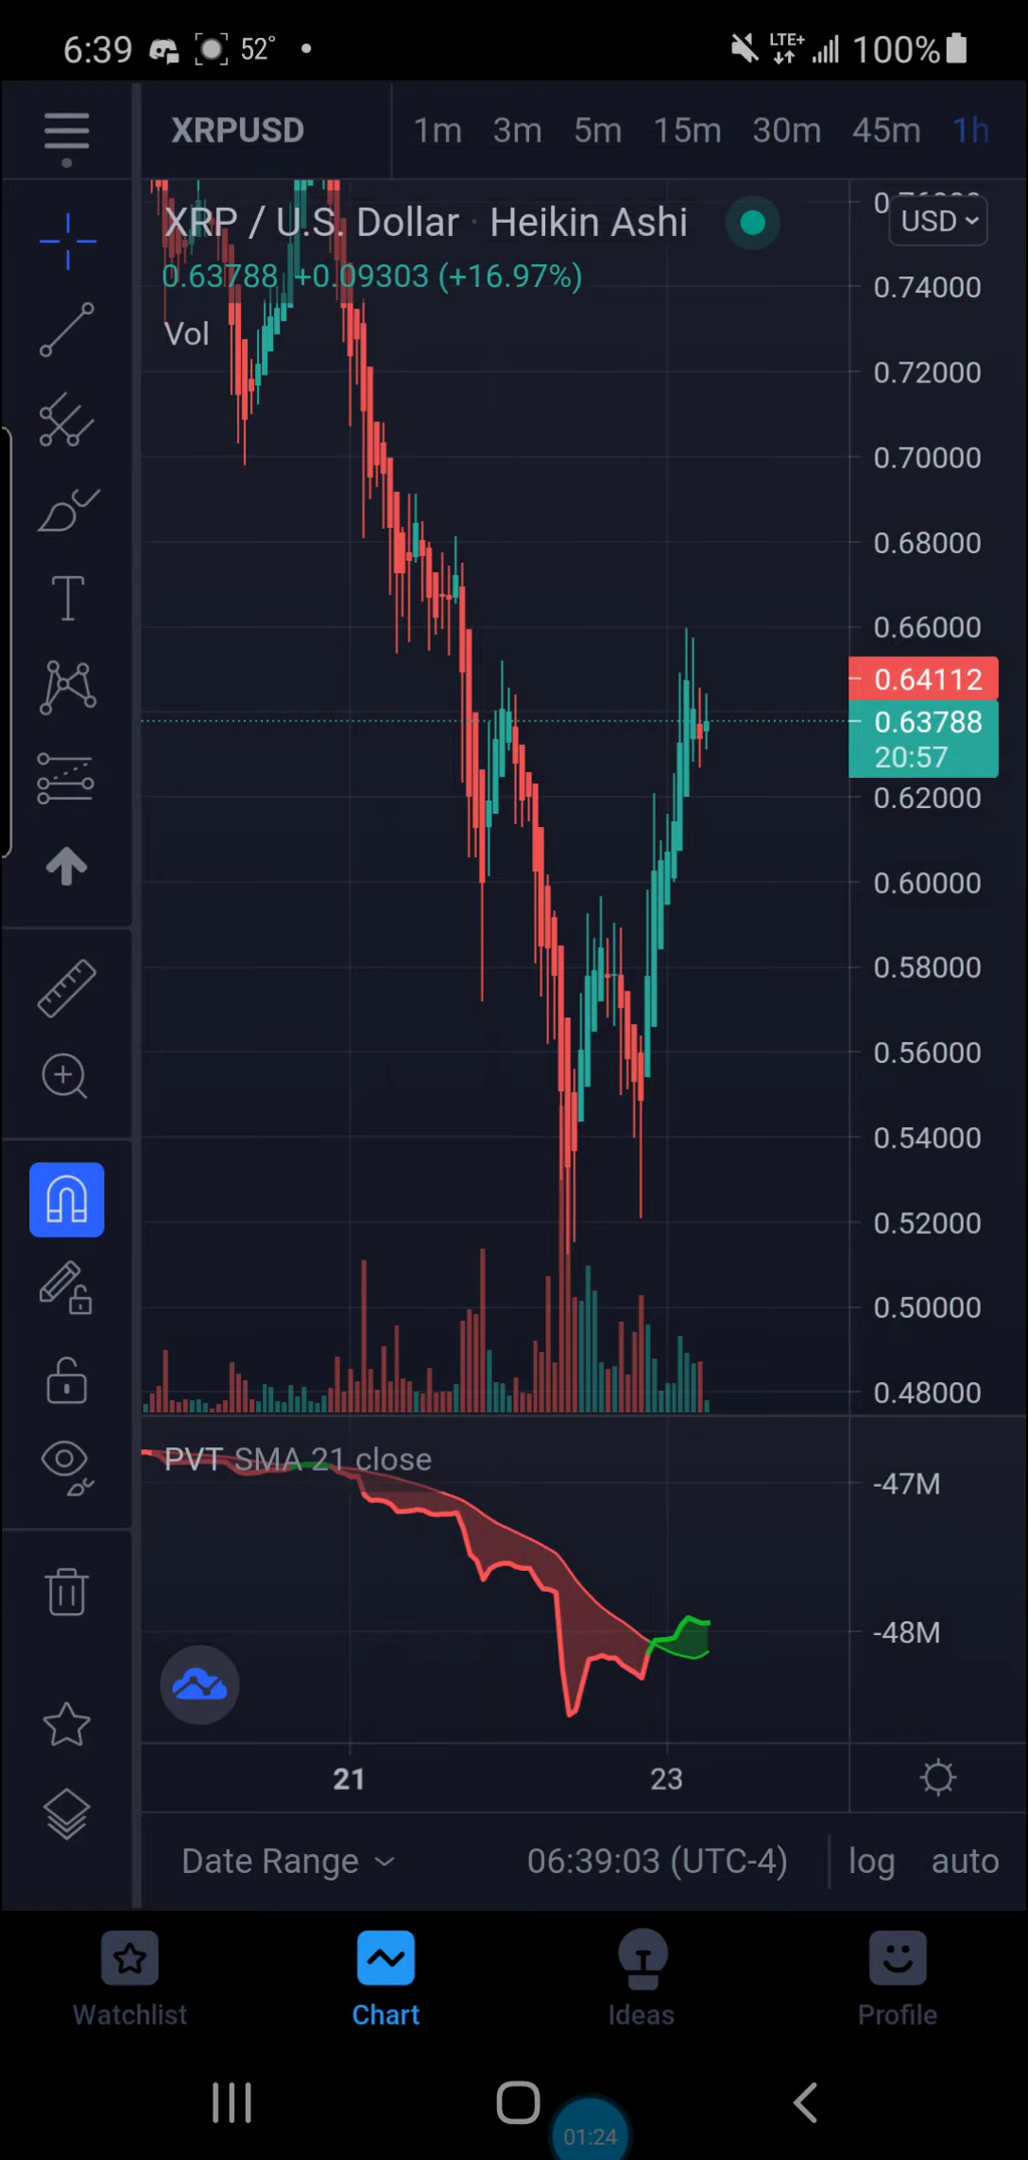 6:39 52° LTE+ 100%
XRPUSD 1m 3m 5m 15m 30m 45m 1h
XRP / U.S. Dollar · Heikin Ashi
USD
0.63788 +0.09303 (+16.97%)
Vol
0.76000
0.74000
0.72000
0.70000
0.68000
0.66000
0.64112
0.63788
20:57
0.62000
0.60000
0.58000
0.56000
0.54000
0.52000
0.50000
0.48000
PVT SMA 21 close
-47M
-48M
21 23
Date Range 06:39:03 (UTC-4) log auto
Watchlist Chart Ideas Profile
01:24